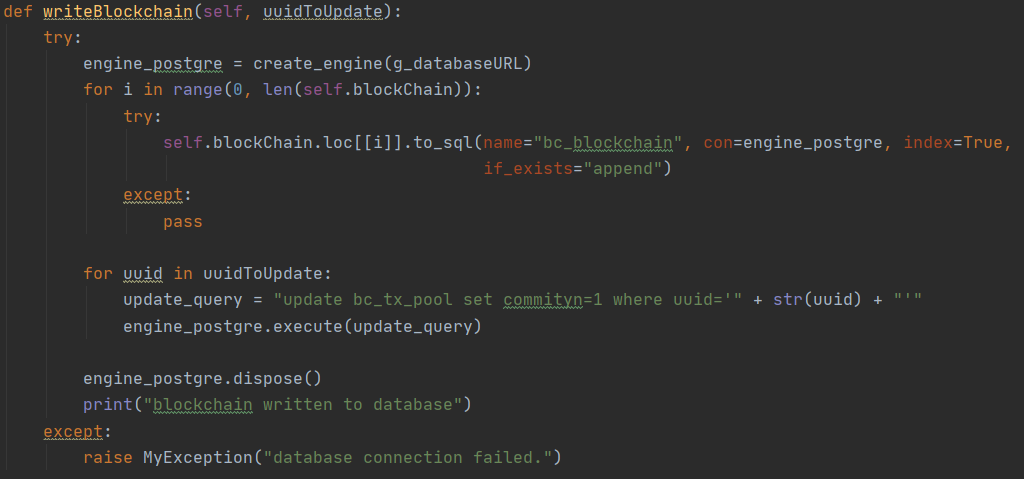 def writeBlockchain(self, uuidToUpdate):
    try:
        engine_postgre = create_engine(g_databaseURL)
        for i in range(0, len(self.blockChain)):
            try:
                self.blockChain.loc[[i]].to_sql(name="bc_blockchain", con=engine_postgre, index=True,
                                                if_exists="append")
            except:
                pass

        for uuid in uuidToUpdate:
            update_query = "update bc_tx_pool set commityn=1 where uuid='" + str(uuid) + "'"
            engine_postgre.execute(update_query)

        engine_postgre.dispose()
        print("blockchain written to database")
    except:
        raise MyException("database connection failed.")